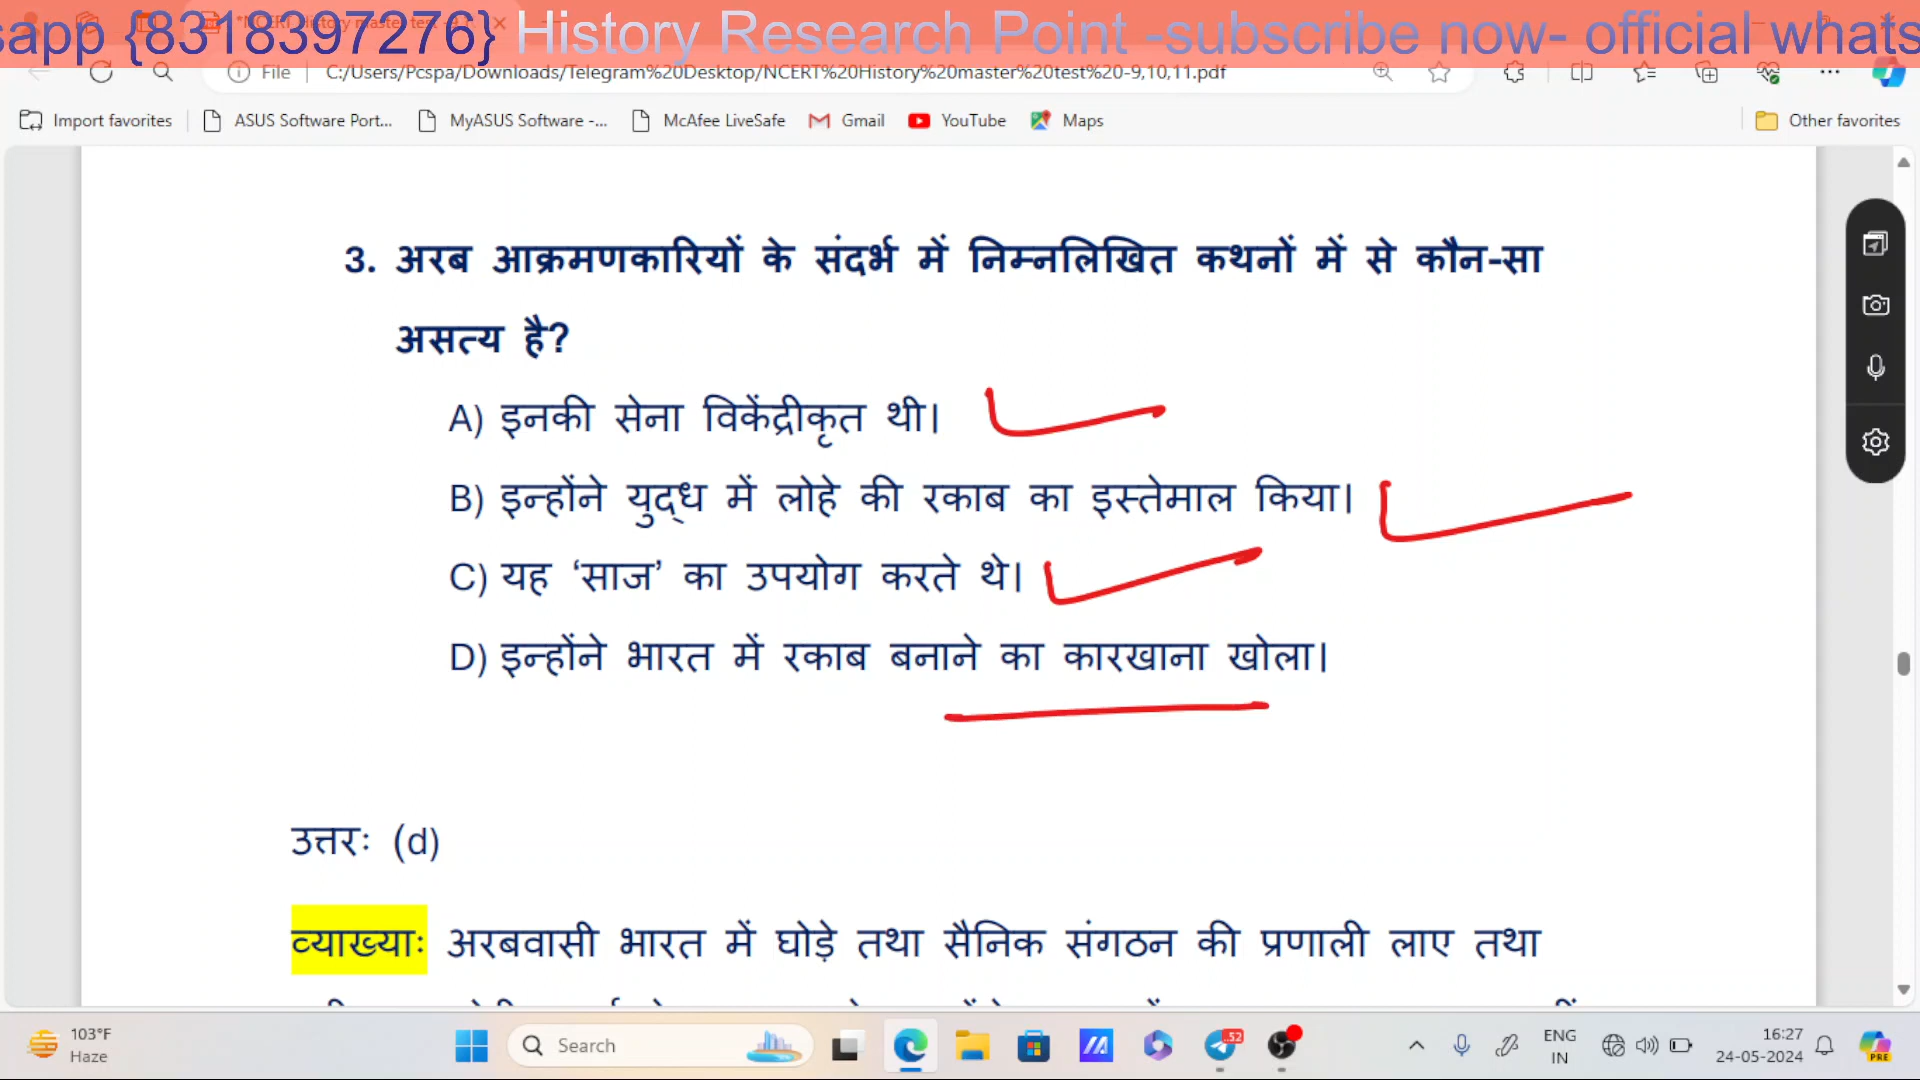 sapp {8318397276} History Research Point -subscribe now- official whats
File C:/Users/Pcspa/Downloads/Telegram%20Desktop/NCERT%20History%20master%20test%20-9,10,11.pdf
Import favorites ASUS Software Port... MyASUS Software -... McAfee LiveSafe Gmail YouTube Maps Other favorites
3. अरब आक्रमणकारियों के संदर्भ में निम्नलिखित कथनों में से कौन-सा
असत्य है?
A) इनकी सेना विकेंद्रीकृत थी।
B) इन्होंने युद्ध में लोहे की रकाब का इस्तेमाल किया।
C) यह ‘साज’ का उपयोग करते थे।
D) इन्होंने भारत में रकाब बनाने का कारखाना खोला।
उत्तरः (d)
व्याख्याः अरबवासी भारत में घोड़े तथा सैनिक संगठन की प्रणाली लाए तथा
103°F
Haze
Search
52
PRE
ENG
IN
16:27
24-05-2024